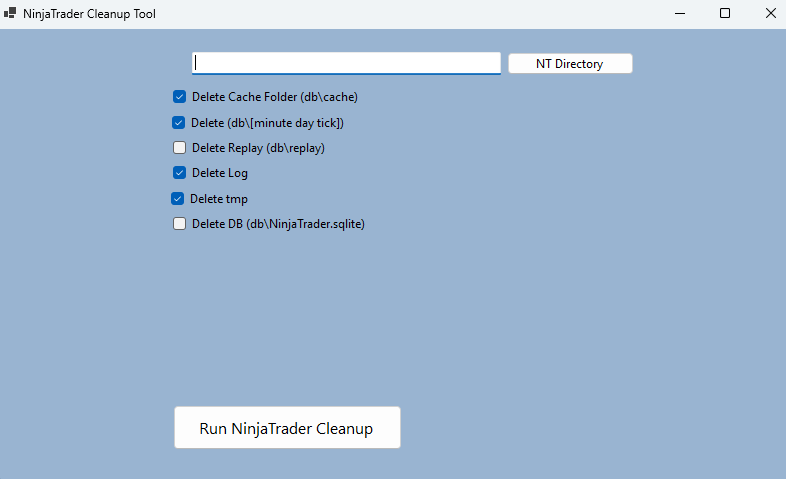 NinjaTrader Cleanup Tool
NT Directory
Delete Cache Folder (db\cache)
Delete (db\[minute day tick])
Delete Replay (db\replay)
Delete Log
Delete tmp
Delete DB (db\NinjaTrader.sqlite)
Run NinjaTrader Cleanup